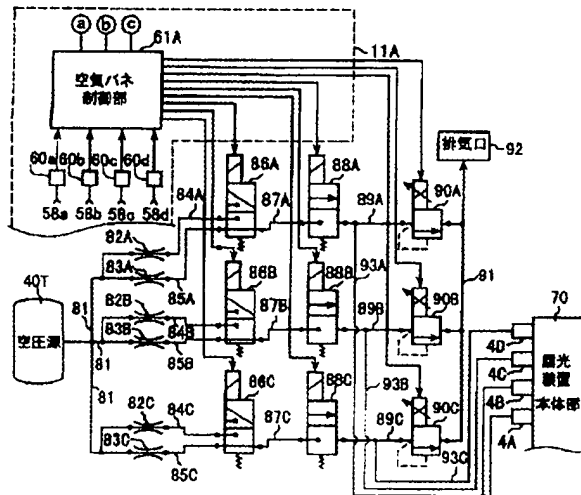 a b c
61A
11A
空気バネ
制御部
排気口
92
60a 60b 60c 60d
58a 58b 58c 58d
86A
88A
90A
84A
87A
89A
82A
83A
85A
93A
91
40T
空圧源
81
81
81
82B
83B
84B
85B
86B
87B
88B
89B
90B
93B
70
露光
装置
本体部
4D
4C
4B
4A
82C
83C
84C
85C
86C
87C
88C
89C
90C
93C